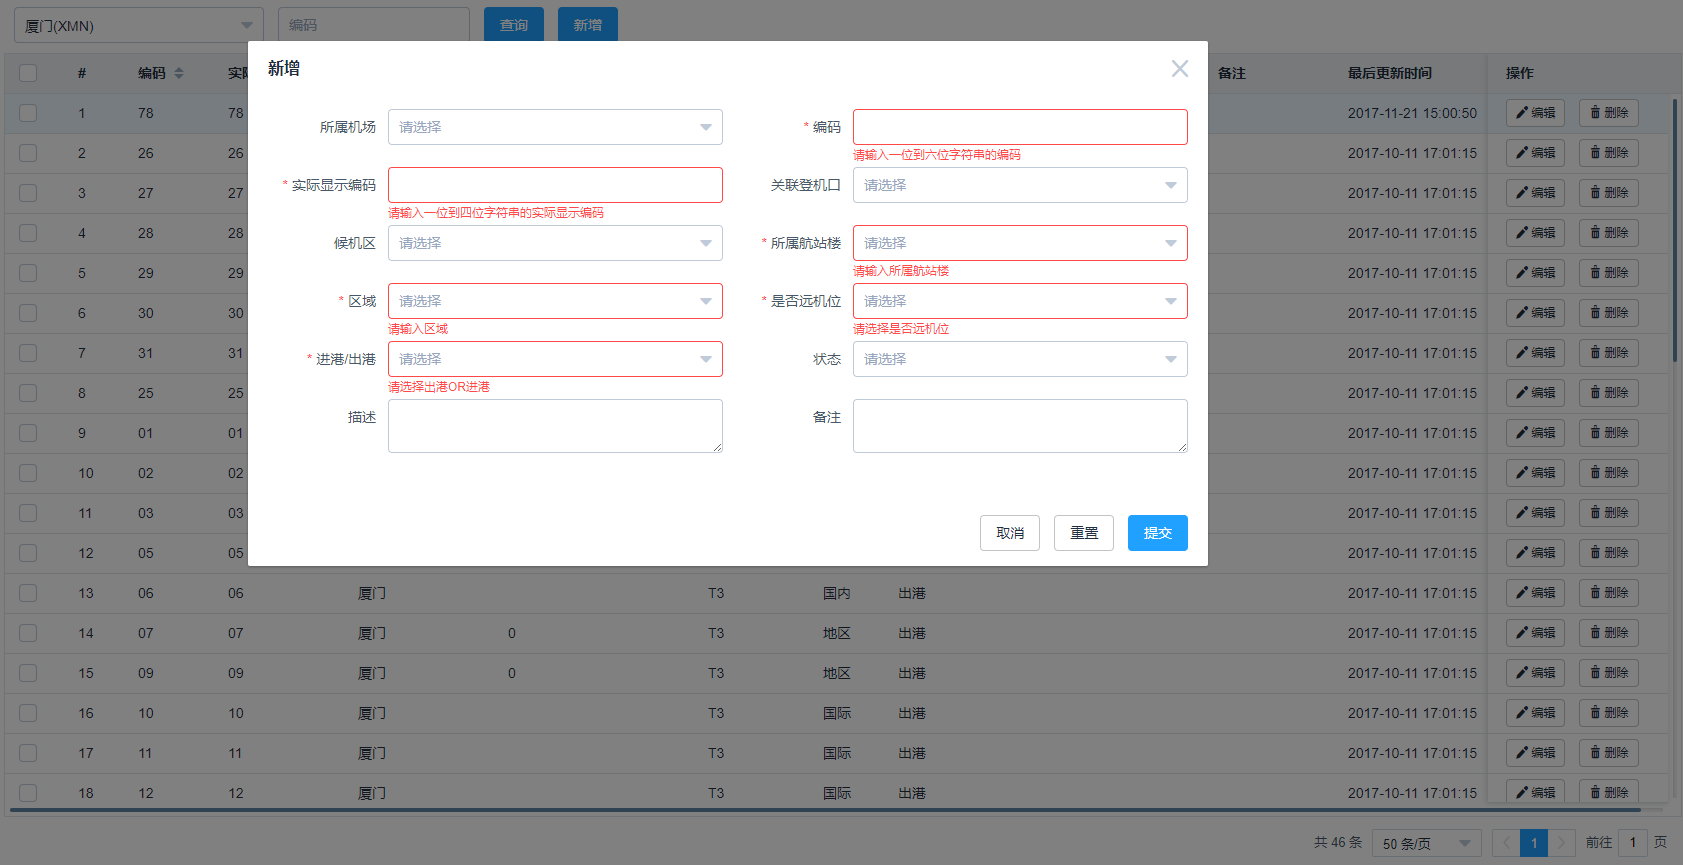 厦门(XMN) 编码 查询 新增
新增
# 编码 备注 最后更新时间 操作
所属机场 请选择 * 编码
请输入一位到六位字符串的编码
* 实际显示编码 关联登机口 请选择
请输入一位到四位字符串的实际显示编码
候机区 请选择 * 所属航站楼 请选择
请输入所属航站楼
* 区域 请选择 * 是否远机位 请选择
请输入区域 请选择是否远机位
* 进港/出港 请选择 状态 请选择
请选择出港OR进港
描述 备注
取消 重置 提交
1 78 78 2017-11-21 15:00:50 编辑 删除
2 26 26 2017-10-11 17:01:15 编辑 删除
3 27 27 2017-10-11 17:01:15 编辑 删除
4 28 28 2017-10-11 17:01:15 编辑 删除
5 29 29 2017-10-11 17:01:15 编辑 删除
6 30 30 2017-10-11 17:01:15 编辑 删除
7 31 31 2017-10-11 17:01:15 编辑 删除
8 25 25 2017-10-11 17:01:15 编辑 删除
9 01 01 2017-10-11 17:01:15 编辑 删除
10 02 02 2017-10-11 17:01:15 编辑 删除
11 03 03 2017-10-11 17:01:15 编辑 删除
12 05 05 2017-10-11 17:01:15 编辑 删除
13 06 06 厦门 T3 国内 出港 2017-10-11 17:01:15 编辑 删除
14 07 07 厦门 0 T3 地区 出港 2017-10-11 17:01:15 编辑 删除
15 09 09 厦门 0 T3 地区 出港 2017-10-11 17:01:15 编辑 删除
16 10 10 厦门 T3 国际 出港 2017-10-11 17:01:15 编辑 删除
17 11 11 厦门 T3 国际 出港 2017-10-11 17:01:15 编辑 删除
18 12 12 厦门 T3 国际 出港 2017-10-11 17:01:15 编辑 删除
共 46 条 50 条/页 1 前往 1 页